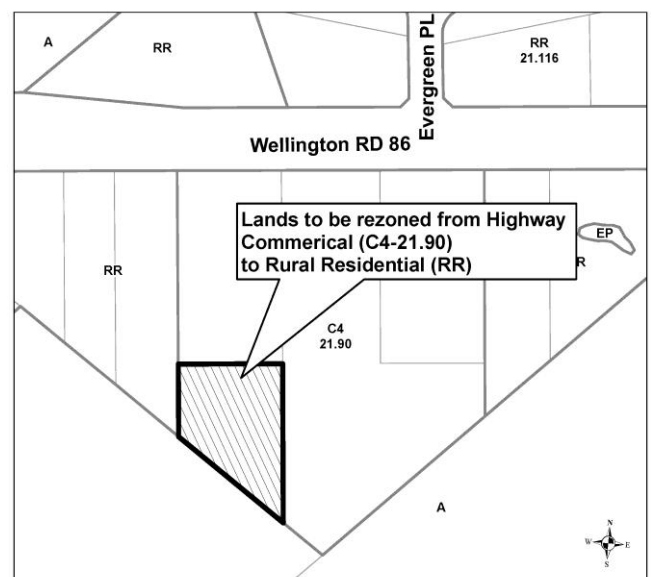 A
RR
Evergreen PL
RR
21.116
Wellington RD 86
Lands to be rezoned from Highway
Commerical (C4-21.90)
to Rural Residential (RR)
EP
RR
R
C4
21.90
A
N
W
E
S